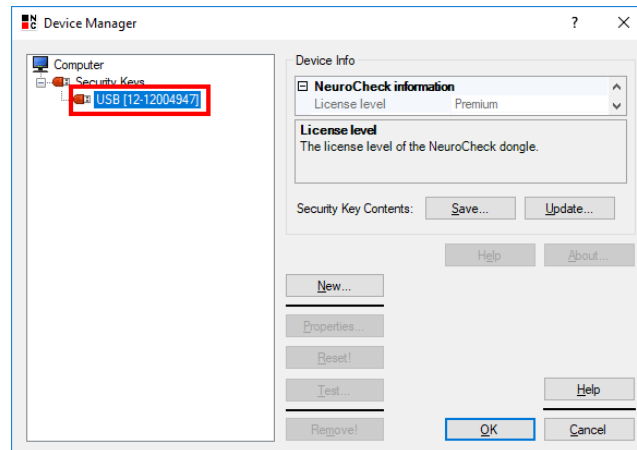 NC Device Manager ?
Computer
Security Keys
USB [12-12004947]
Device Info
NeuroCheck information
License level Premium
License level
The license level of the NeuroCheck dongle.
Security Key Contents: Save... Update...
Help About...
New...
Properties...
Reset!
Test... Help
Remove! OK Cancel